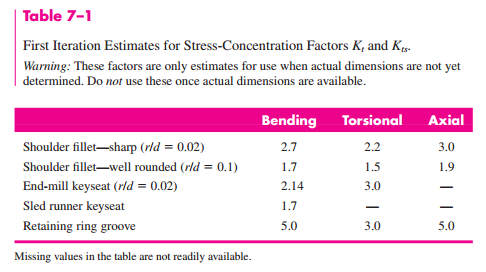 Table 7–1
First Iteration Estimates for Stress-Concentration Factors Kt and Kts.
Warning: These factors are only estimates for use when actual dimensions are not yet
determined. Do not use these once actual dimensions are available.
Bending Torsional Axial
Shoulder fillet—sharp (r/d = 0.02) 2.7 2.2 3.0
Shoulder fillet—well rounded (r/d = 0.1) 1.7 1.5 1.9
End-mill keyseat (r/d = 0.02) 2.14 3.0 —
Sled runner keyseat 1.7 — —
Retaining ring groove 5.0 3.0 5.0
Missing values in the table are not readily available.